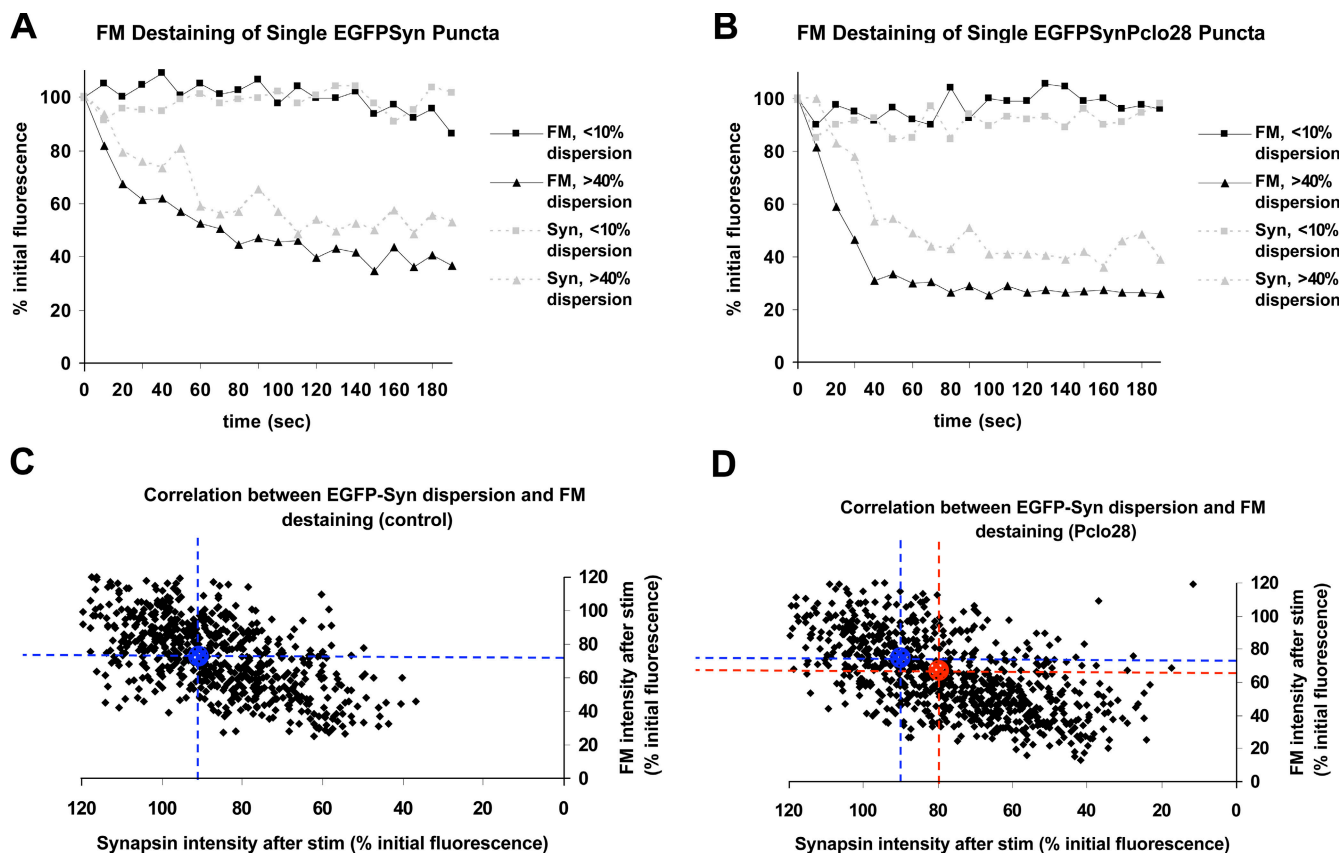 A
FM Destaining of Single EGFPSyn Puncta
% initial fluorescence
100
80
60
40
20
0
0 20 40 60 60 100 120 120 140 180
time (sec)
FM, <10%
dispersion
FM, >40%
dispersion
Syn, <10%
dispersion
Syn, >40%
dispersion
B
FM Destaining of Single EGFPSynPclo28 Puncta
% initial fluorescence
100
80
60
40
20
0
0 20 30 40 60 80 100 120 140 160 180
time (sec)
FM, <10%
dispersion
FM, >40%
dispersion
Syn, <10%
dispersion
Syn, >40%
dispersion
C
Correlation between EGFP-Syn dispersion and FM
destaining (control)
120
100
80
60
40
20
0
FM intensity after stim
(% initial fluorescence)
120 100 80 60 40 20 0
Synapsin intensity after stim (% initial fluorescence)
D
Correlation between EGFP-Syn dispersion and FM
destaining (Pclo28)
120
100
80
60
40
20
0
FM intensity after stim
(% initial fluorescence)
120 100 80 60 40 20 0
Synapsin intensity after stim (% initial fluorescence)